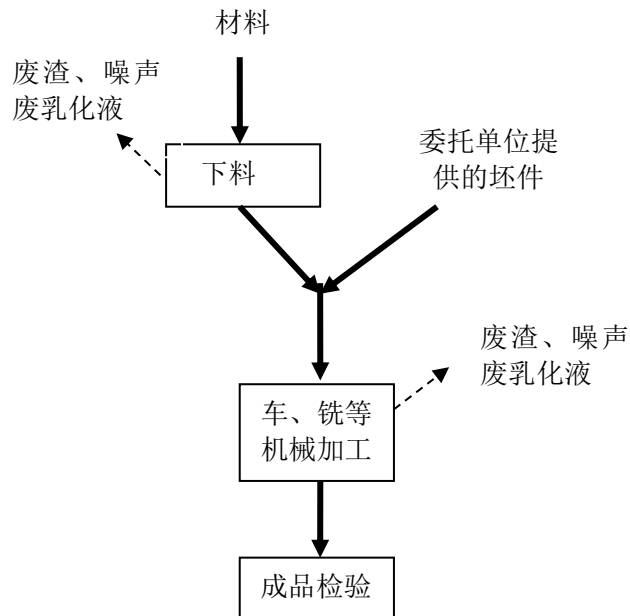 材料
废渣、噪声
废乳化液
下料
委托单位提
供的坯件
废渣、噪声
废乳化液
车、铣等
机械加工
成品检验